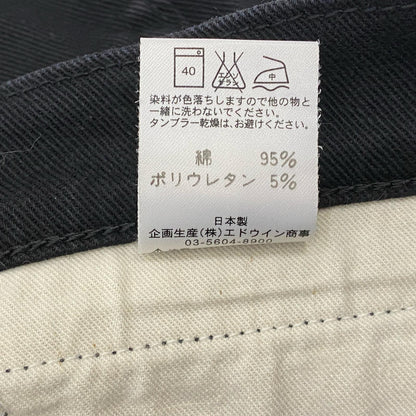 40 エンソ サラシ 中
染料が色落ちしますので他の物と
一緒に洗わないでください。
タンブラー乾燥は、お避けください。
綿 95%
ポリウレタン 5%
日本製
企画生産(株)エドウイン商事
03-5604-8900